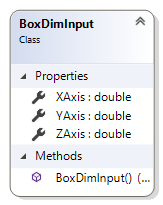 BoxDimInput
Class
Properties
XAxis : double
YAxis : double
ZAxis : double
Methods
BoxDimInput() (...